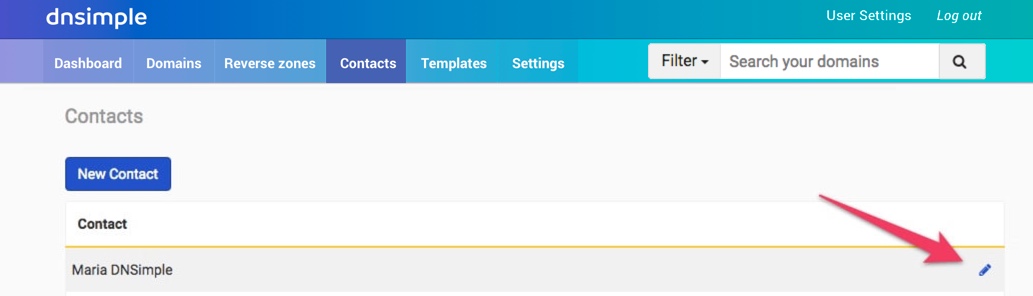 dnsimple
User Settings Log out
Dashboard Domains Reverse zones Contacts Templates Settings Filter Search your domains
Contacts
New Contact
Contact
Maria DNSimple